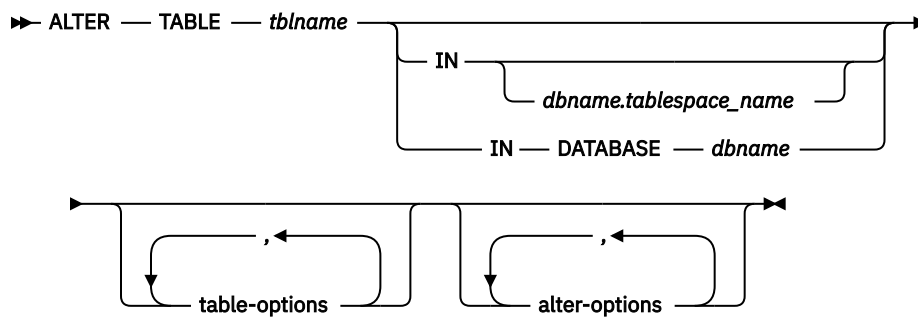 ALTER TABLE tblname
IN
dbname.tablespace_name
IN DATABASE dbname
, ,
table-options alter-options